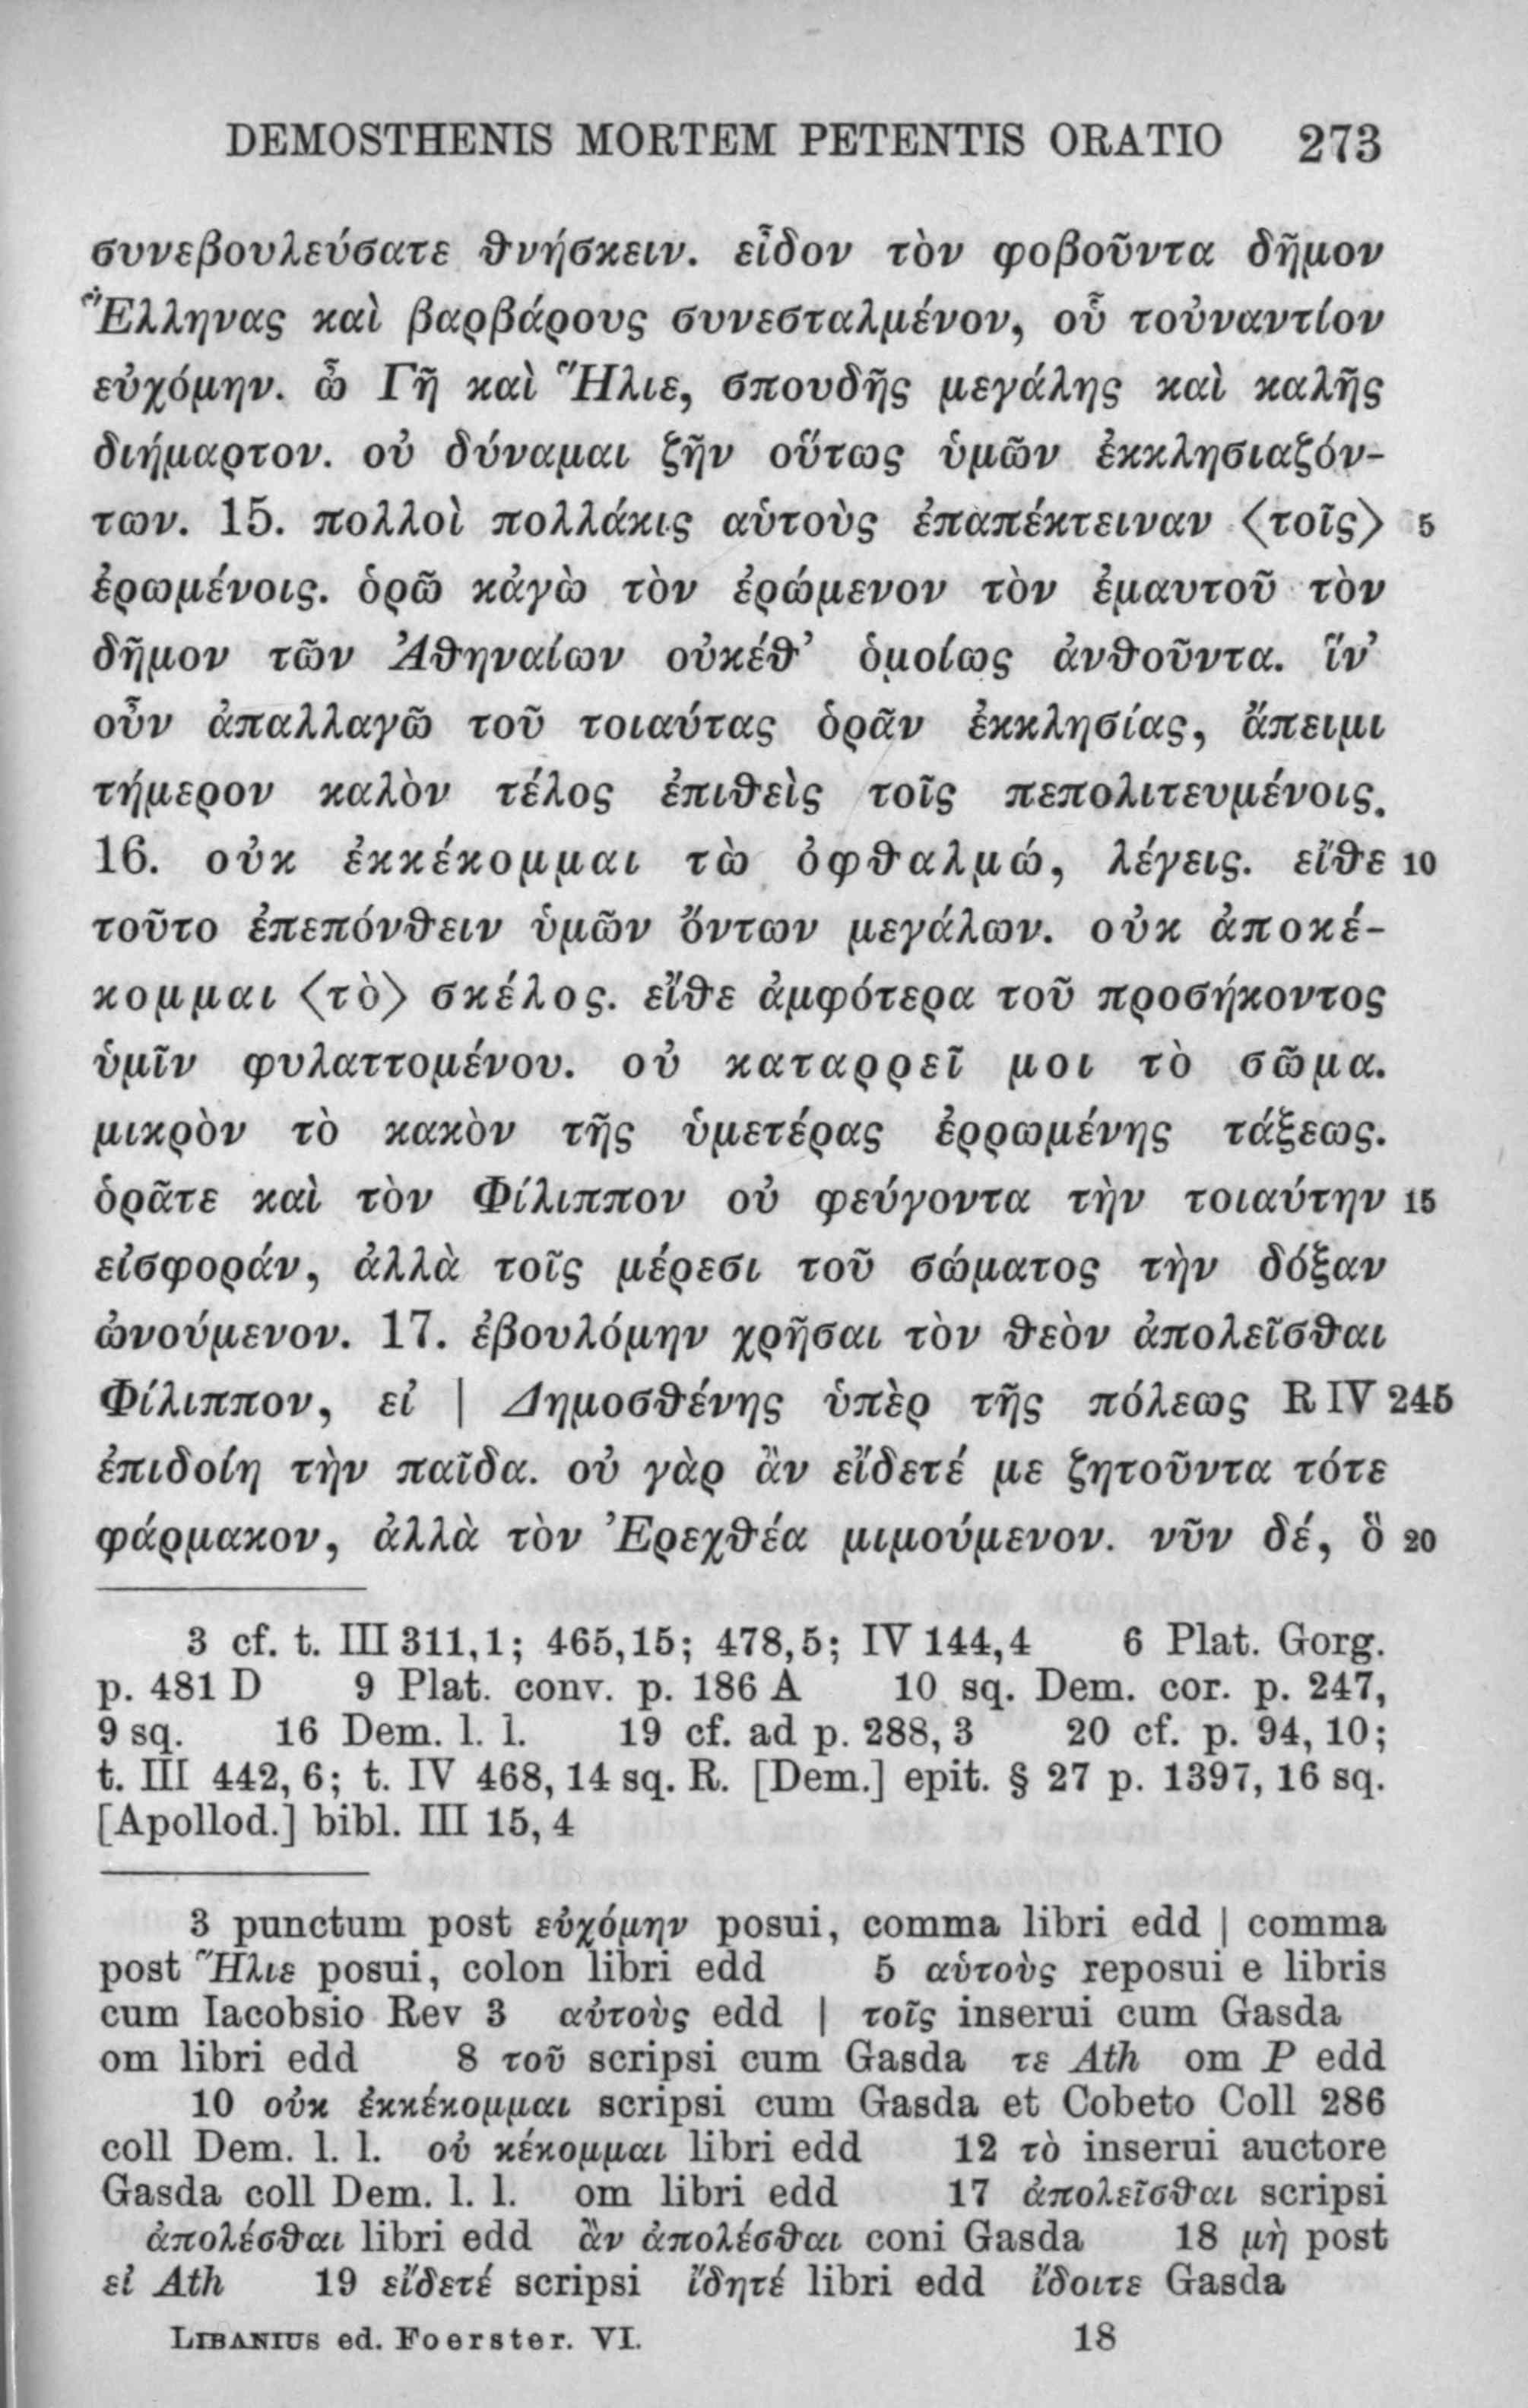 DEMOSTHENIS MORTEM PETENTIS ORATIO 273
συνεβουλεύσατε θνήσκειν. εἶδον τὸν φοβοῦντα δῆμον
Ἕλληνας καὶ βαρβάρους συνεσταλμένον, οὗ τοὐναντίον
εὐχόμην. ὦ Γῆ καὶ Ἥλιε, σπουδῆς μεγάλης καὶ καλῆς
διήμαρτον. οὐ δύναμαι ζῆν οὕτως ὑμῶν ἐκκλησιαζόν-
των. 15. πολλοὶ πολλάκις αὑτοὺς ἐπαπέκτειναν ⟨τοῖς⟩ 5
ἐρωμένοις. ὁρῶ κἀγὼ τὸν ἐρώμενον τὸν ἐμαυτοῦ τὸν
δῆμον τῶν Ἀθηναίων οὐκέθ’ ὁμοίως ἀνθοῦντα. ἵν’
οὖν ἀπαλλαγῶ τοῦ τοιαύτας ὁρᾶν ἐκκλησίας, ἄπειμι
τήμερον καλὸν τέλος ἐπιθεὶς τοῖς πεπολιτευμένοις.
16. οὐκ ἐκκέκομμαι τὼ ὀφθαλμώ, λέγεις. εἴθε 10
τοῦτο ἐπεπόνθειν ὑμῶν ὄντων μεγάλων. οὐκ ἀποκέ-
κομμαι ⟨τὸ⟩ σκέλος. εἴθε ἀμφότερα τοῦ προσήκοντος
ὑμῖν φυλαττομένου. οὐ καταρρεῖ μοι τὸ σῶμα.
μικρὸν τὸ κακὸν τῆς ὑμετέρας ἐρρωμένης τάξεως.
ὁρᾶτε καὶ τὸν Φίλιππον οὐ φεύγοντα τὴν τοιαύτην 15
εἰσφοράν, ἀλλὰ τοῖς μέρεσι τοῦ σώματος τὴν δόξαν
ὠνούμενον. 17. ἐβουλόμην χρῆσαι τὸν θεὸν ἀπολεῖσθαι
Φίλιππον, εἰ | Δημοσθένης ὑπὲρ τῆς πόλεως R IV 245
ἐπιδοίη τὴν παῖδα. οὐ γὰρ ἂν εἴδετέ με ζητοῦντα τότε
φάρμακον, ἀλλὰ τὸν Ἐρεχθέα μιμούμενον. νῦν δέ, ὃ 20
3 cf. t. III 311,1; 465,15; 478,5; IV 144,4 6 Plat. Gorg.
p. 481 D 9 Plat. conv. p. 186 A 10 sq. Dem. cor. p. 247,
9 sq. 16 Dem. l. l. 19 cf. ad p. 288, 3 20 cf. p. 94, 10;
t. III 442, 6; t. IV 468, 14 sq. R. [Dem.] epit. § 27 p. 1397, 16 sq.
[Apollod.] bibl. III 15, 4
3 punctum post εὐχόμην posui, comma libri edd | comma
post Ἥλιε posui, colon libri edd 5 αὑτοὺς reposui e libris
cum Iacobsio Rev 3 αὐτοὺς edd | τοῖς inserui cum Gasda
om libri edd 8 τοῦ scripsi cum Gasda τε Ath om P edd
10 οὐκ ἐκκέκομμαι scripsi cum Gasda et Cobeto Coll 286
coll Dem. l. l. οὐ κέκομμαι libri edd 12 τὸ inserui auctore
Gasda coll Dem. l. l. om libri edd 17 ἀπολεῖσθαι scripsi
ἀπολέσθαι libri edd ἂν ἀπολέσθαι coni Gasda 18 μὴ post
εἰ Ath 19 εἴδετέ scripsi ἴδητέ libri edd ἴδοιτε Gasda
LIBANIUS ed. Foerster. VI. 18